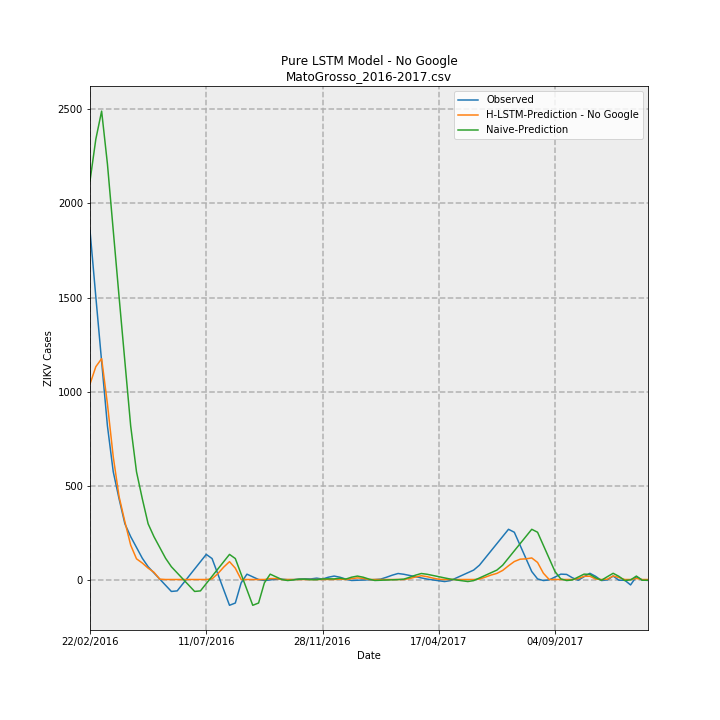 Pure LSTM Model - No Google
MatoGrosso_2016-2017.csv
Observed
H-LSTM-Prediction - No Google
Naive-Prediction
2500
2000
1500
1000
500
0
ZIKV Cases
22/02/2016
11/07/2016
28/11/2016
17/04/2017
04/09/2017
Date